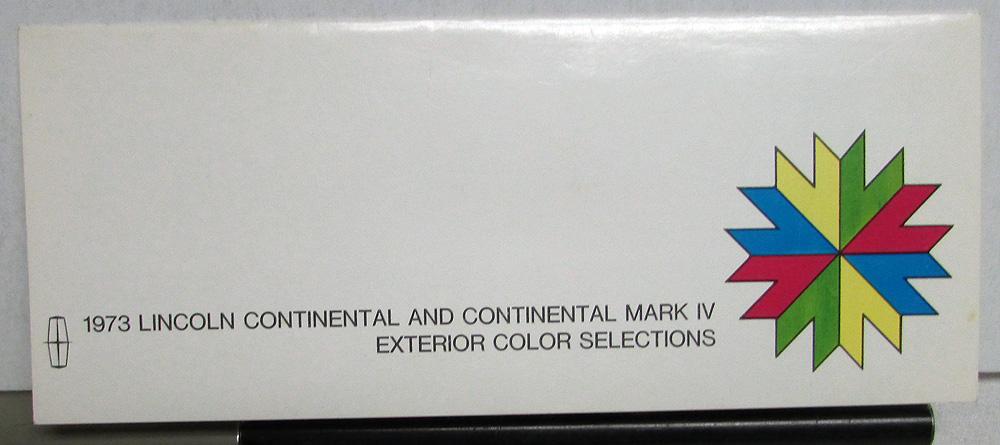 1973 LINCOLN CONTINENTAL AND CONTINENTAL MARK IV
EXTERIOR COLOR SELECTIONS